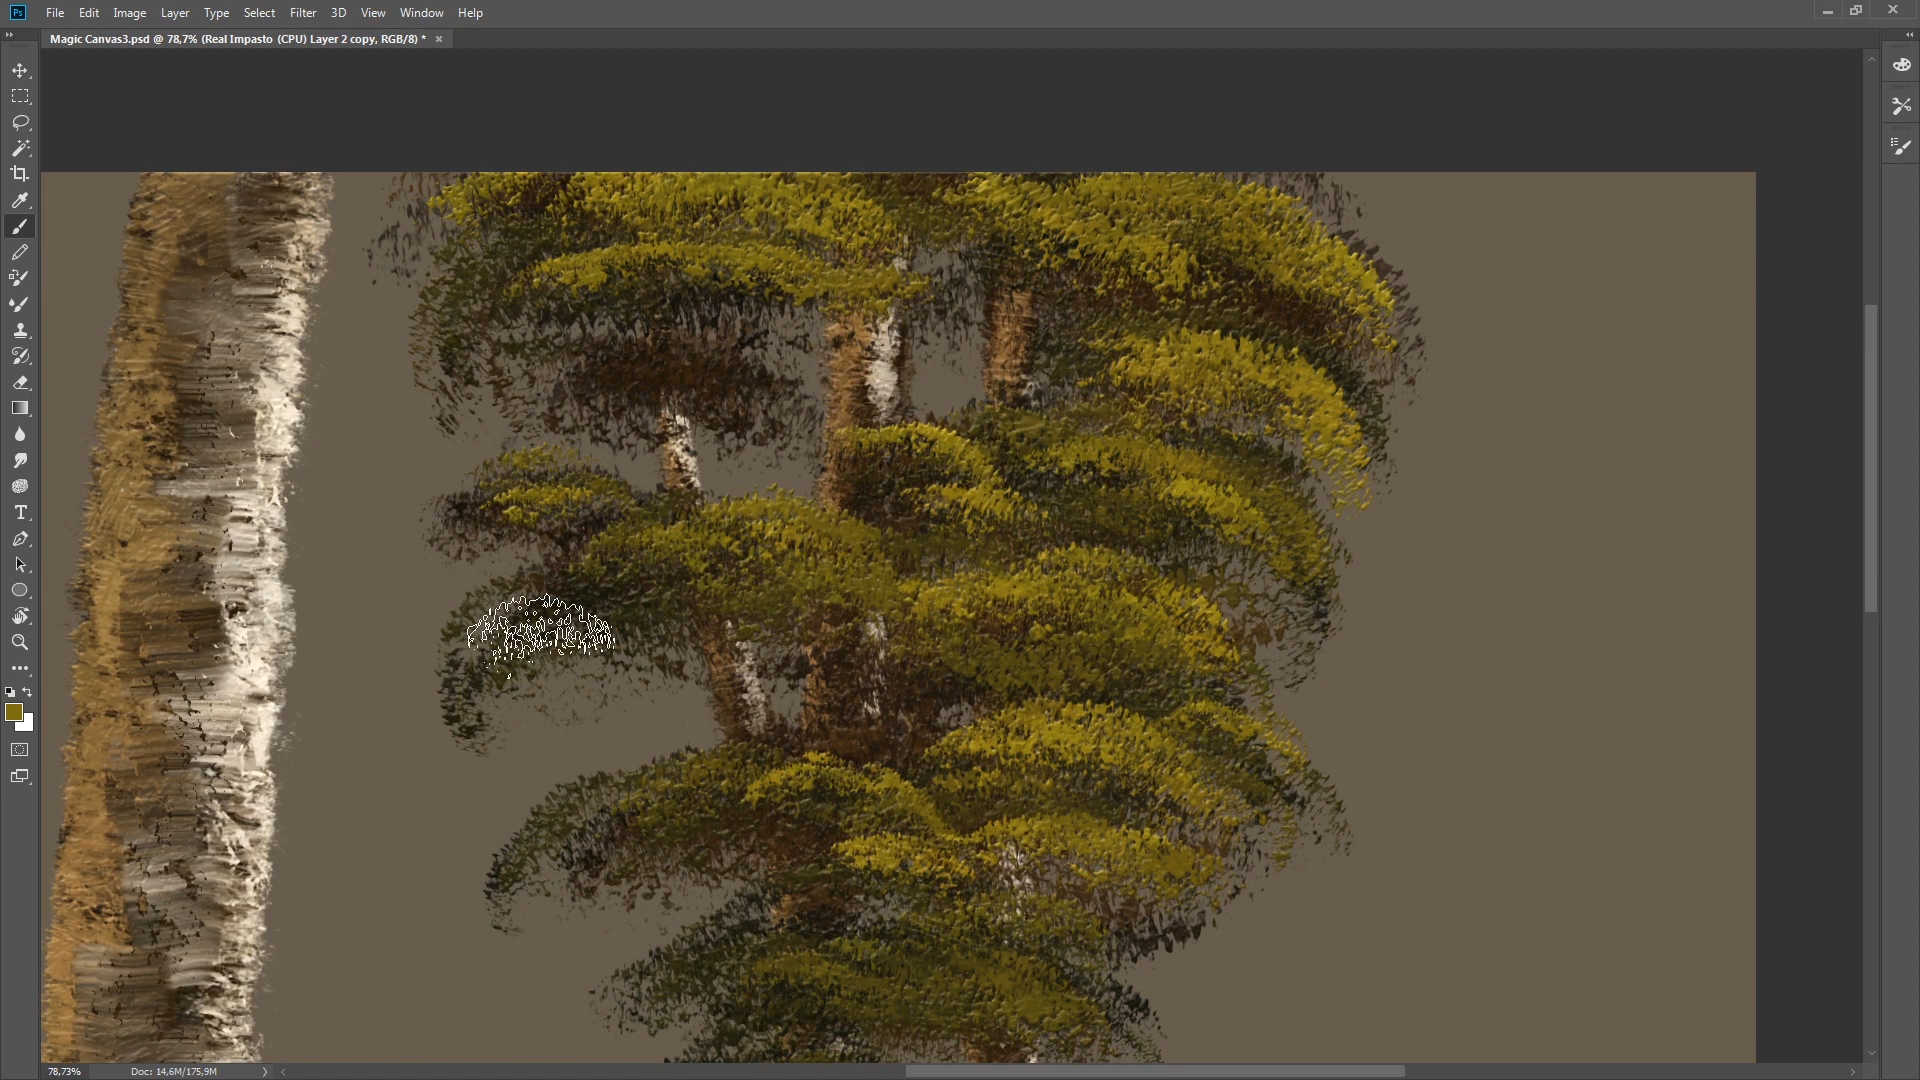 Ps File Edit Image Layer Type Select Filter 3D View Window Help
Magic Canvas3.psd @ 78,7% (Real Impasto (CPU) Layer 2 copy, RGB/8) *
T
78,73% Doc: 14,6M/175,9M